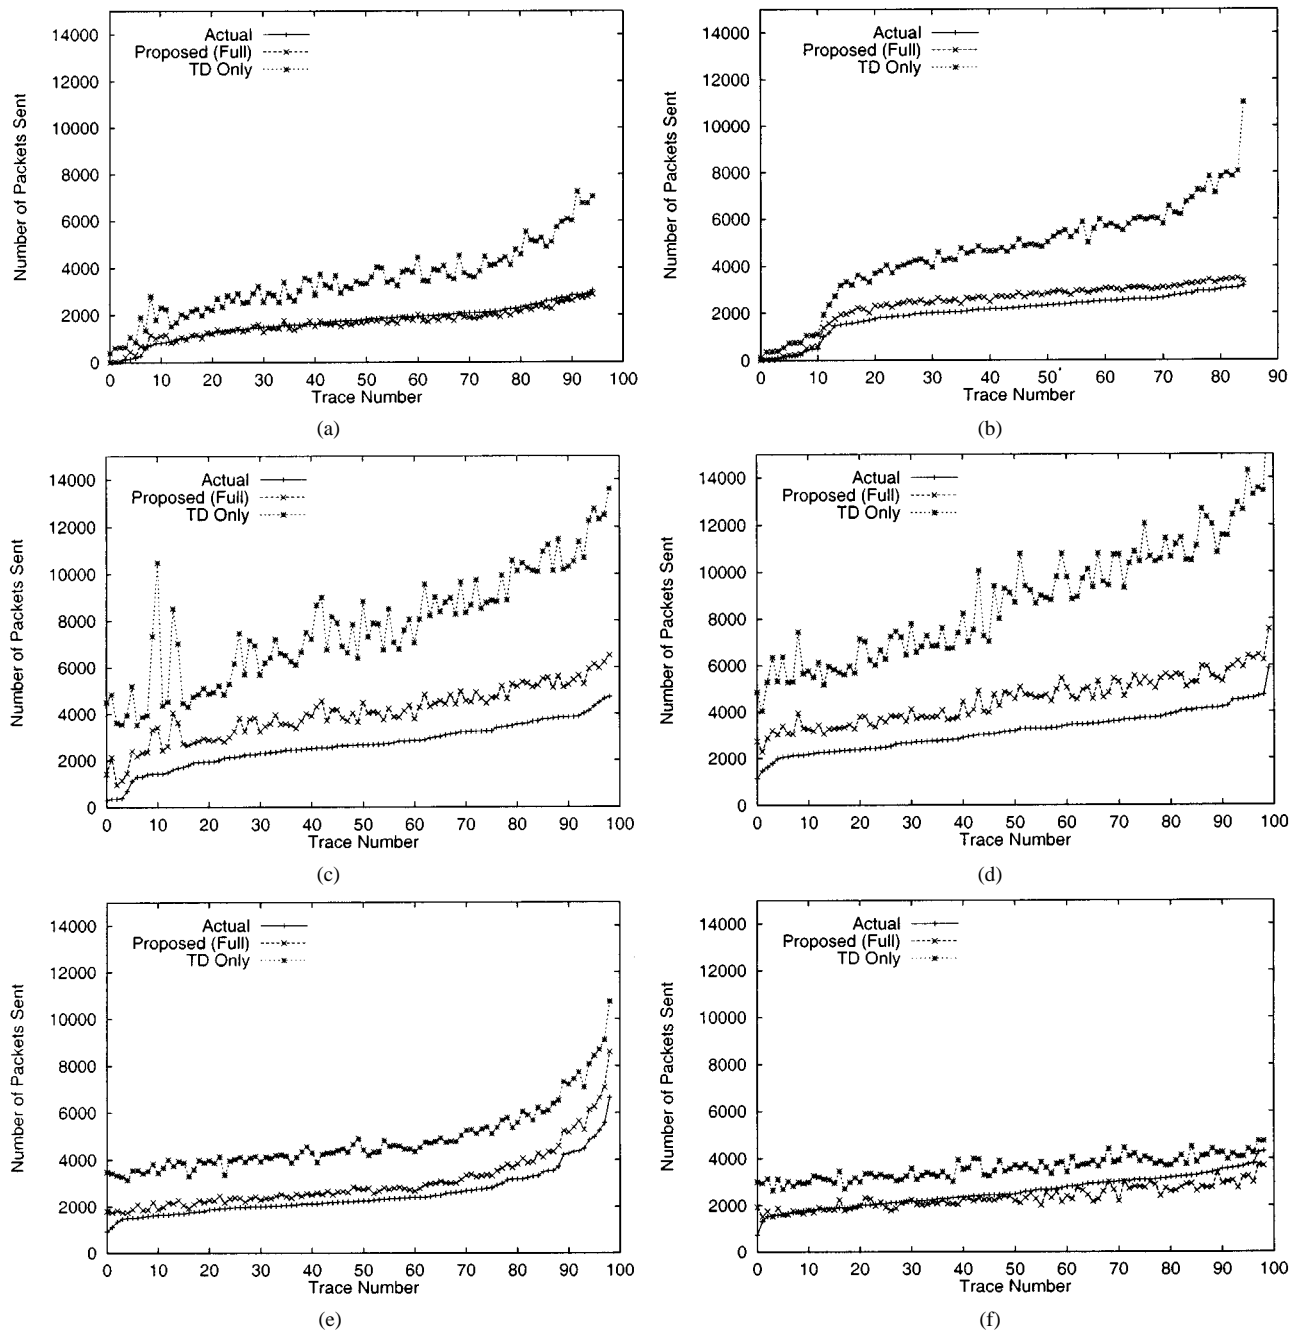 Number of Packets Sent
14000
12000
10000
8000
6000
4000
2000
0
Actual
Proposed (Full)
TD Only
0 10 20 30 40 50 60 70 80 90 100
Trace Number
(a)
Number of Packets Sent
14000
12000
10000
8000
6000
4000
2000
0
Actual
Proposed (Full)
TD Only
0 10 20 30 40 50 60 70 80 90
Trace Number
(b)
Number of Packets Sent
14000
12000
10000
8000
6000
4000
2000
0
Actual
Proposed (Full)
TD Only
0 10 20 30 40 50 60 70 80 90 100
Trace Number
(c)
Number of Packets Sent
14000
12000
10000
8000
6000
4000
2000
0
Actual
Proposed (Full)
TD Only
0 10 20 30 40 50 60 70 80 90 100
Trace Number
(d)
Number of Packets Sent
14000
12000
10000
8000
6000
4000
2000
0
Actual
Proposed (Full)
TD Only
0 10 20 30 40 50 60 70 80 90 100
Trace Number
(e)
Number of Packets Sent
14000
12000
10000
8000
6000
4000
2000
0
Actual
Proposed (Full)
TD Only
0 10 20 30 40 50 60 70 80 90 100
Trace Number
(f)